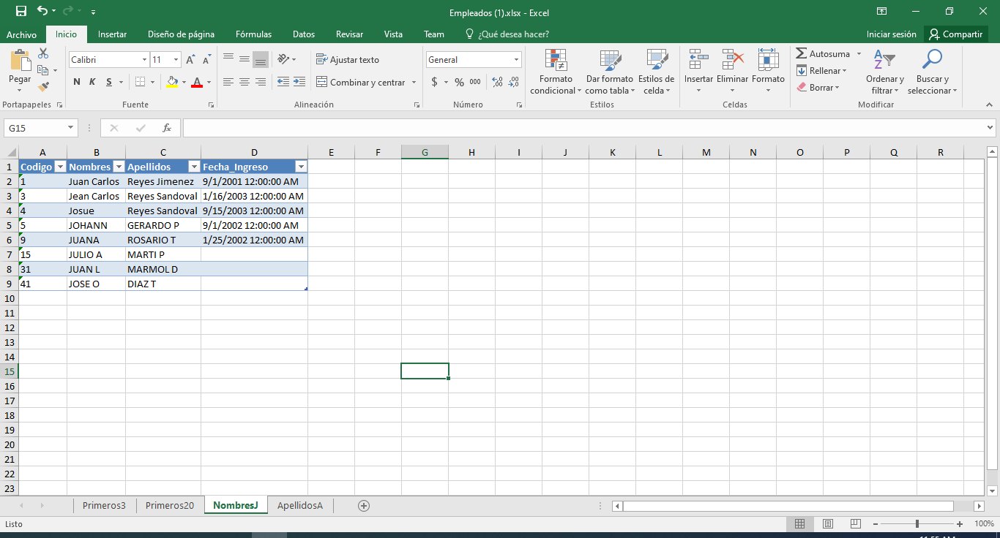 Empleados (1).xlsx - Excel
Archivo Inicio Insertar Diseño de página Fórmulas Datos Revisar Vista Team ¿Qué desea hacer? Iniciar sesión Compartir
Pegar
Portapapeles
Calibri 11
N K S
Fuente
Ajustar texto
Combinar y centrar
Alineación
General
$ % 000
Número
Formato condicional
Dar formato como tabla
Estilos de celda
Estilos
Insertar Eliminar Formato
Celdas
Autosuma
Rellenar
Borrar
Ordenar y filtrar
Buscar y seleccionar
Modificar
G15 fx
A B C D E F G H I J K L M N O P Q R
1 Codigo Nombres Apellidos Fecha_Ingreso
2 1 Juan Carlos Reyes Jimenez 9/1/2001 12:00:00 AM
3 3 Jean Carlos Reyes Sandoval 1/16/2003 12:00:00 AM
4 4 Josue Reyes Sandoval 9/15/2003 12:00:00 AM
5 5 JOHANN GERARDO P 9/1/2002 12:00:00 AM
6 9 JUANA ROSARIO T 1/25/2002 12:00:00 AM
7 15 JULIO A MARTI P
8 31 JUAN L MARMOL D
9 41 JOSE O DIAZ T
10
11
12
13
14
15
16
17
18
19
20
21
22
23
Primeros3 Primeros20 NombresJ ApellidosA
Listo 100%